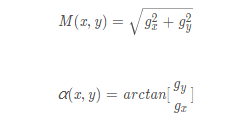 M(x, y) = √(g_x² + g_y²)
α(x, y) = arctan[g_y / g_x]